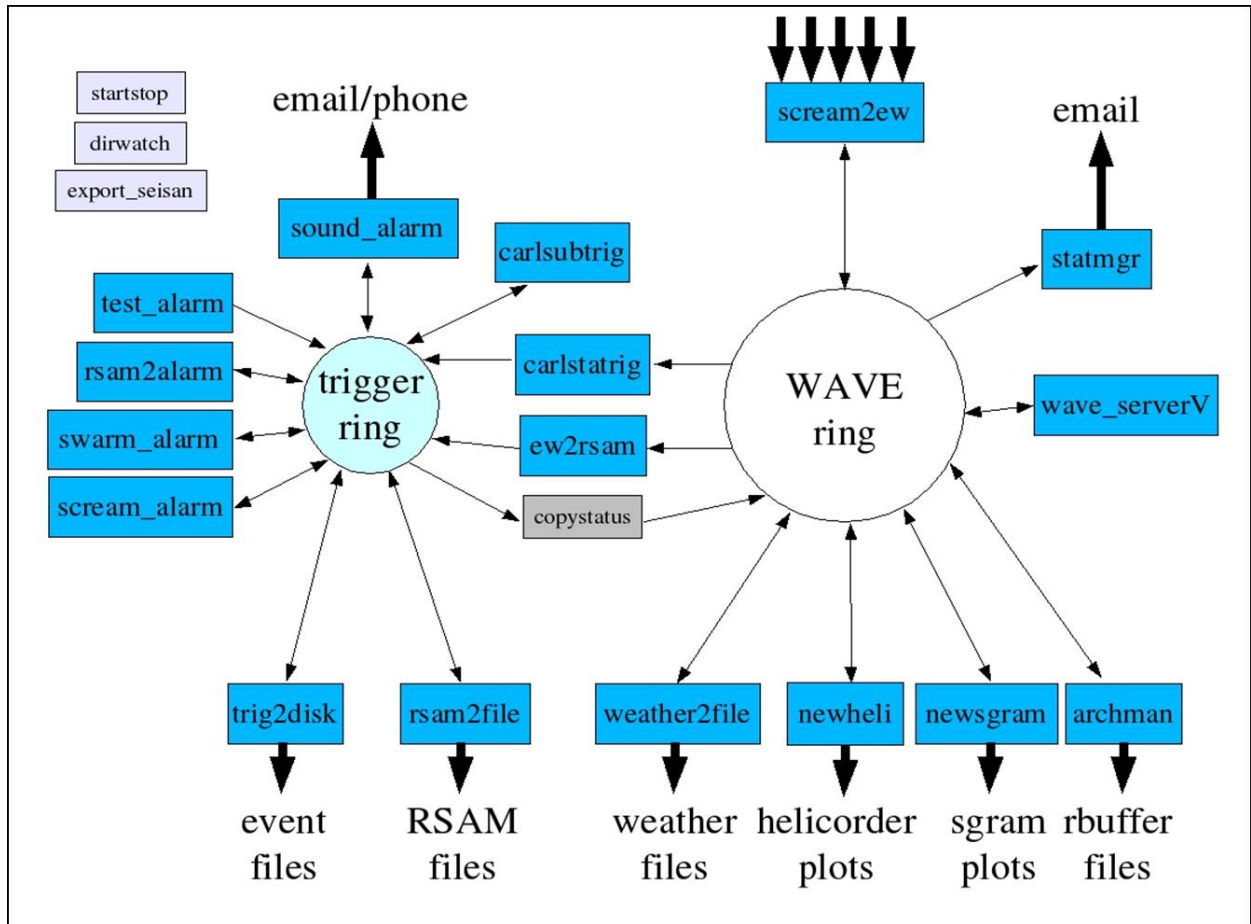 startstop
dirwatch
export_seisan
email/phone
scream2ew
email
sound_alarm
carlsubtrig
statmgr
test_alarm
rsam2alarm
swarm_alarm
scream_alarm
trigger
ring
carlstatrig
ew2rsam
copystatus
WAVE
ring
wave_serverV
trig2disk
rsam2file
weather2file
newheli
newsgram
archman
event
files
RSAM
files
weather
files
helicorder
plots
sgram
plots
rbuffer
files